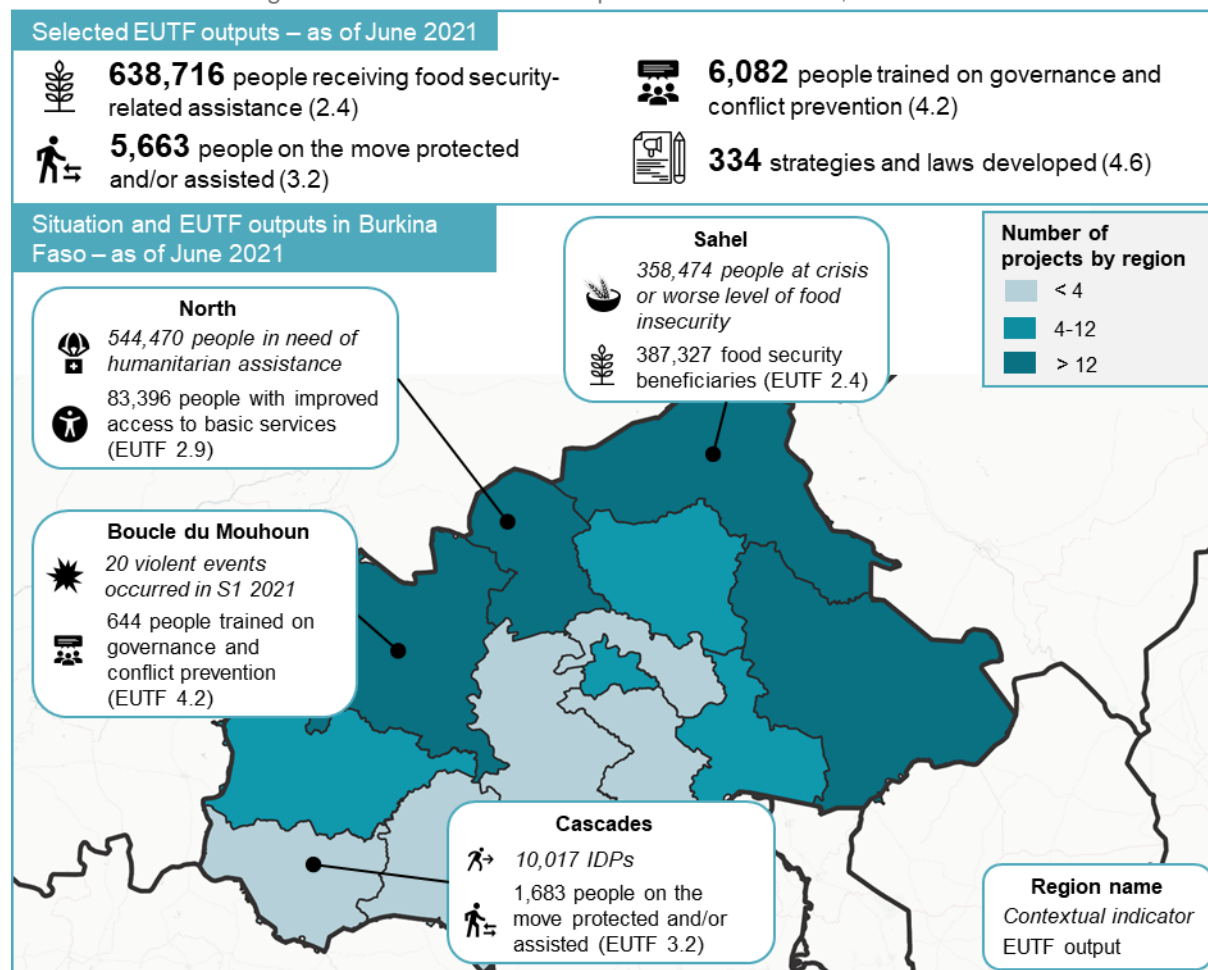 Selected EUTF outputs – as of June 2021
638,716 people receiving food security-
related assistance (2.4)
5,663 people on the move protected
and/or assisted (3.2)
6,082 people trained on governance and
conflict prevention (4.2)
334 strategies and laws developed (4.6)
Situation and EUTF outputs in Burkina
Faso – as of June 2021
North
544,470 people in need of
humanitarian assistance
83,396 people with improved
access to basic services
(EUTF 2.9)
Sahel
358,474 people at crisis
or worse level of food
insecurity
387,327 food security
beneficiaries (EUTF 2.4)
Number of
projects by region
< 4
4-12
> 12
Boucle du Mouhoun
20 violent events
occurred in S1 2021
644 people trained on
governance and
conflict prevention
(EUTF 4.2)
Cascades
10,017 IDPs
1,683 people on the
move protected and/or
assisted (EUTF 3.2)
Region name
Contextual indicator
EUTF output